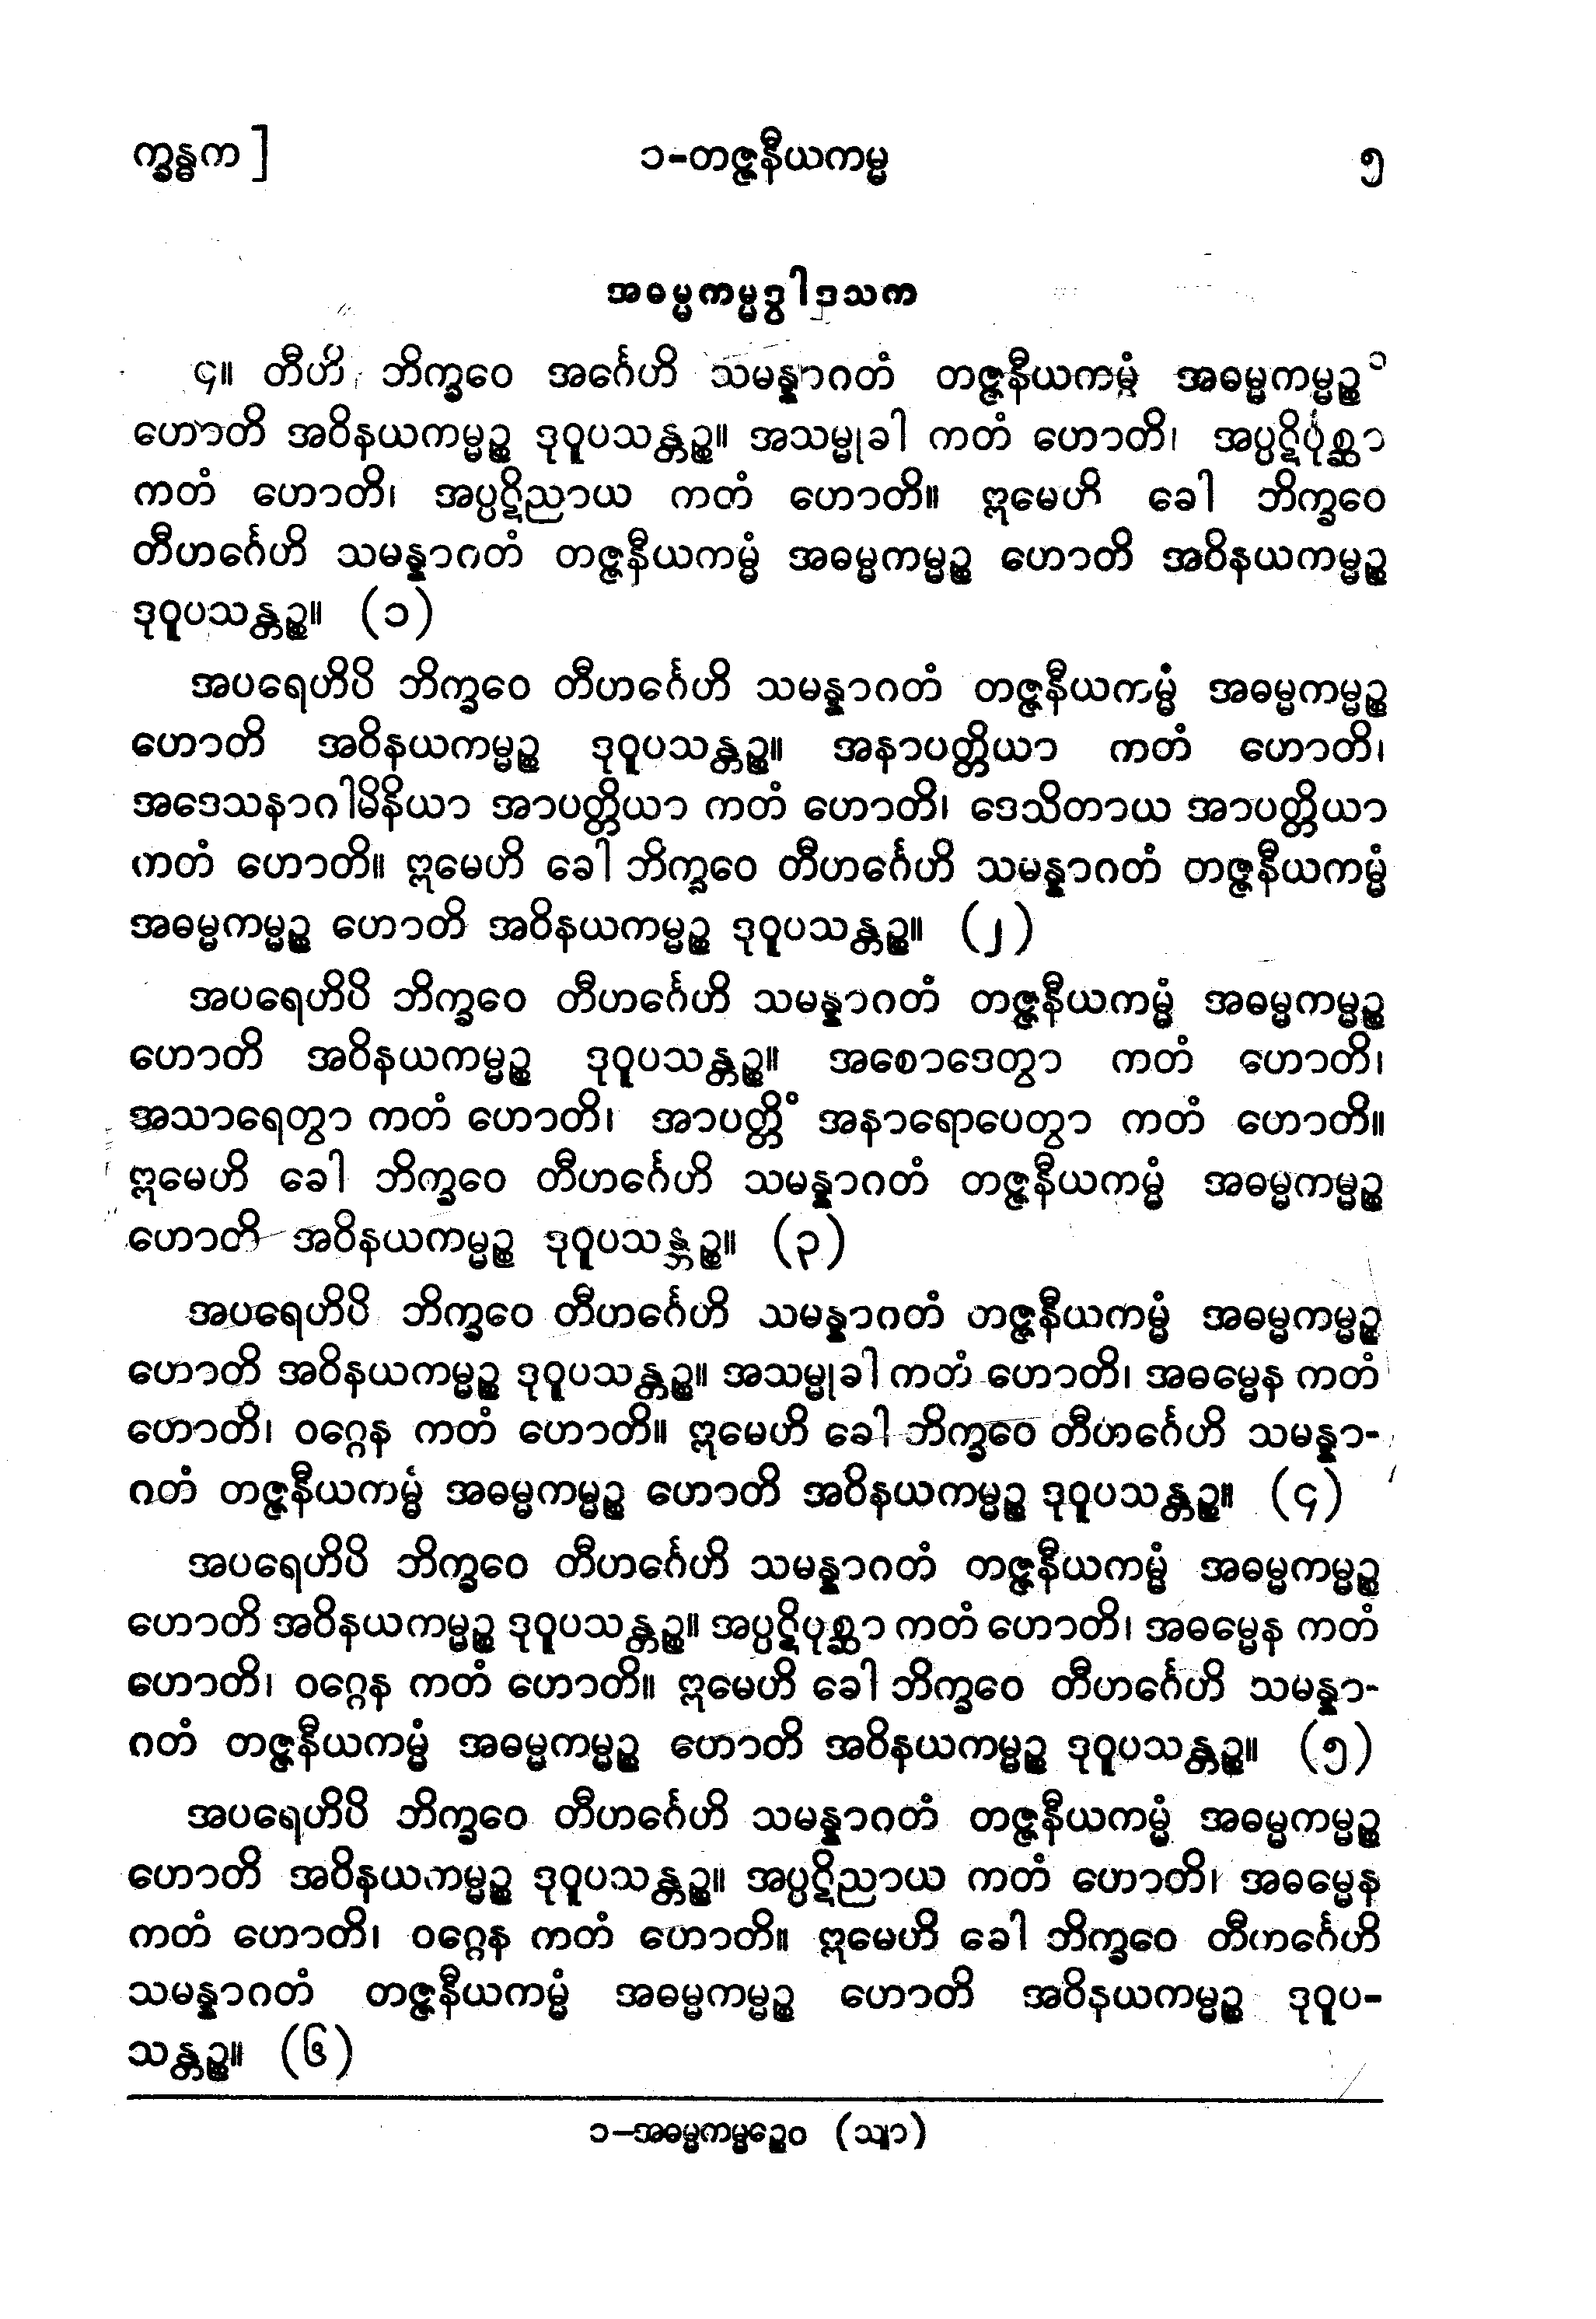 က္ခန္ဓက ] ၁-တဇ္ဇနီယကမ္မ ၅
အဓမ္မကမ္မဒွါဒသက
၄။ တီဟိ ဘိက္ခဝေ အင်္ဂေဟိ သမန္နာဂတံ တဇ္ဇနီယကမ္မံ အဓမ္မကမ္မဉ္စ ၁
ဟောတိ အဝိနယကမ္မဉ္စ ဒုဝူပသန္တဉ္စ။ အသမ္မုခါ ကတံ ဟောတိ၊ အပ္ပဋိပုစ္ဆာ
ကတံ ဟောတိ၊ အပ္ပဋိညာယ ကတံ ဟောတိ။ ဣမေဟိ ခေါ ဘိက္ခဝေ
တီဟင်္ဂေဟိ သမန္နာဂတံ တဇ္ဇနီယကမ္မံ အဓမ္မကမ္မဉ္စ ဟောတိ အဝိနယကမ္မဉ္စ
ဒုဝူပသန္တဉ္စ။ (၁)
အပရေဟိပိ ဘိက္ခဝေ တီဟင်္ဂေဟိ သမန္နာဂတံ တဇ္ဇနီယကမ္မံ အဓမ္မကမ္မဉ္စ
ဟောတိ အဝိနယကမ္မဉ္စ ဒုဝူပသန္တဉ္စ။ အနာပတ္တိယာ ကတံ ဟောတိ၊
အဒေသနာဂါမိနိယာ အာပတ္တိယာ ကတံ ဟောတိ၊ ဒေသိတာယ အာပတ္တိယာ
ကတံ ဟောတိ။ ဣမေဟိ ခေါ ဘိက္ခဝေ တီဟင်္ဂေဟိ သမန္နာဂတံ တဇ္ဇနီယကမ္မံ
အဓမ္မကမ္မဉ္စ ဟောတိ အဝိနယကမ္မဉ္စ ဒုဝူပသန္တဉ္စ။ (၂)
အပရေဟိပိ ဘိက္ခဝေ တီဟင်္ဂေဟိ သမန္နာဂတံ တဇ္ဇနီယကမ္မံ အဓမ္မကမ္မဉ္စ
ဟောတိ အဝိနယကမ္မဉ္စ ဒုဝူပသန္တဉ္စ။ အစောဒေတွာ ကတံ ဟောတိ၊
အသာရေတွာ ကတံ ဟောတိ၊ အာပတ္တိံ အနာရောပေတွာ ကတံ ဟောတိ။
ဣမေဟိ ခေါ ဘိက္ခဝေ တီဟင်္ဂေဟိ သမန္နာဂတံ တဇ္ဇနီယကမ္မံ အဓမ္မကမ္မဉ္စ
ဟောတိ အဝိနယကမ္မဉ္စ ဒုဝူပသန္တဉ္စ။ (၃)
အပရေဟိပိ ဘိက္ခဝေ တီဟင်္ဂေဟိ သမန္နာဂတံ တဇ္ဇနီယကမ္မံ အဓမ္မကမ္မဉ္စ
ဟောတိ အဝိနယကမ္မဉ္စ ဒုဝူပသန္တဉ္စ။ အသမ္မုခါ ကတံ ဟောတိ၊ အဓမ္မေန ကတံ
ဟောတိ၊ ဝဂ္ဂေန ကတံ ဟောတိ။ ဣမေဟိ ခေါ ဘိက္ခဝေ တီဟင်္ဂေဟိ သမန္နာ-
ဂတံ တဇ္ဇနီယကမ္မံ အဓမ္မကမ္မဉ္စ ဟောတိ အဝိနယကမ္မဉ္စ ဒုဝူပသန္တဉ္စ။ (၄)
အပရေဟိပိ ဘိက္ခဝေ တီဟင်္ဂေဟိ သမန္နာဂတံ တဇ္ဇနီယကမ္မံ အဓမ္မကမ္မဉ္စ
ဟောတိ အဝိနယကမ္မဉ္စ ဒုဝူပသန္တဉ္စ။ အပ္ပဋိပုစ္ဆာ ကတံ ဟောတိ၊ အဓမ္မေန ကတံ
ဟောတိ၊ ဝဂ္ဂေန ကတံ ဟောတိ။ ဣမေဟိ ခေါ ဘိက္ခဝေ တီဟင်္ဂေဟိ သမန္နာ-
ဂတံ တဇ္ဇနီယကမ္မံ အဓမ္မကမ္မဉ္စ ဟောတိ အဝိနယကမ္မဉ္စ ဒုဝူပသန္တဉ္စ။ (၅)
အပရေဟိပိ ဘိက္ခဝေ တီဟင်္ဂေဟိ သမန္နာဂတံ တဇ္ဇနီယကမ္မံ အဓမ္မကမ္မဉ္စ
ဟောတိ အဝိနယကမ္မဉ္စ ဒုဝူပသန္တဉ္စ။ အပ္ပဋိညာယ ကတံ ဟောတိ၊ အဓမ္မေန
ကတံ ဟောတိ၊ ဝဂ္ဂေန ကတံ ဟောတိ။ ဣမေဟိ ခေါ ဘိက္ခဝေ တီဟင်္ဂေဟိ
သမန္နာဂတံ တဇ္ဇနီယကမ္မံ အဓမ္မကမ္မဉ္စ ဟောတိ အဝိနယကမ္မဉ္စ ဒုဝူပ-
သန္တဉ္စ။ (၆)
၁-အဓမ္မကမ္မဉ္စေဝ (သျာ)